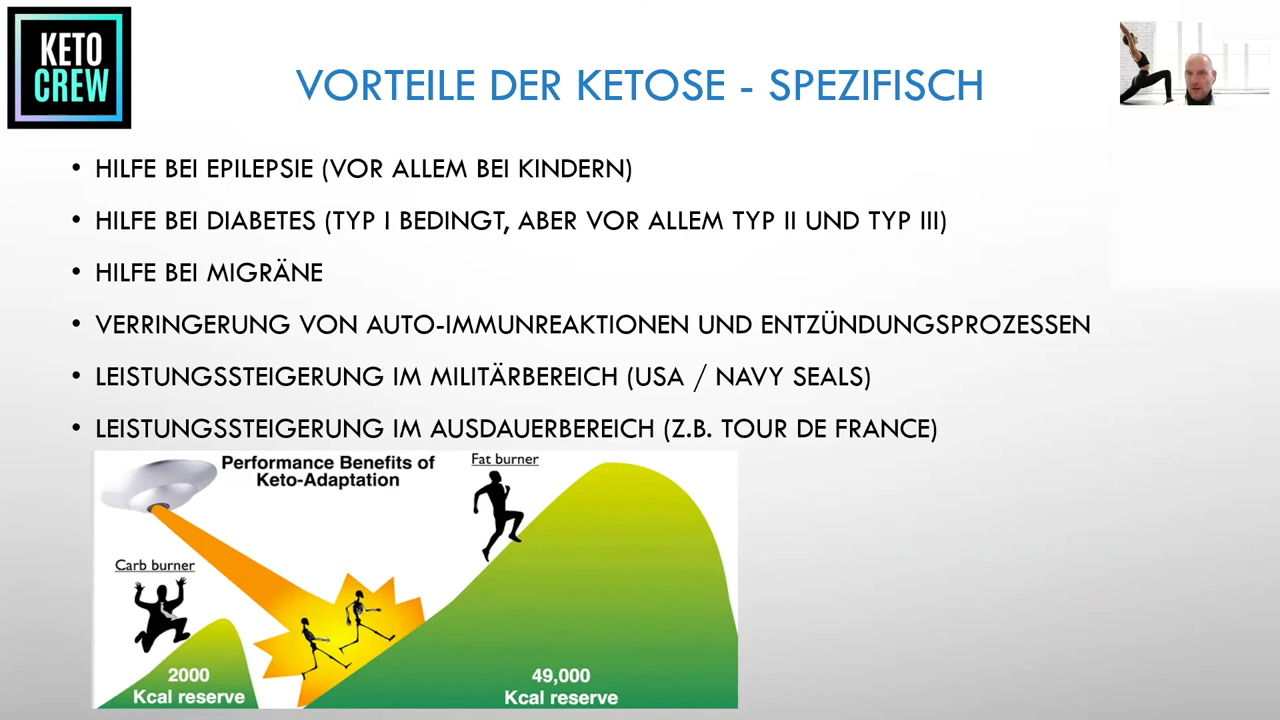 KETO
CREW
VORTEILE DER KETOSE - SPEZIFISCH
• HILFE BEI EPILEPSIE (VOR ALLEM BEI KINDERN)
• HILFE BEI DIABETES (TYP I BEDINGT, ABER VOR ALLEM TYP II UND TYP III)
• HILFE BEI MIGRÄNE
• VERRINGERUNG VON AUTO-IMMUNREAKTIONEN UND ENTZÜNDUNGSPROZESSEN
• LEISTUNGSSTEIGERUNG IM MILITÄRBEREICH (USA / NAVY SEALS)
• LEISTUNGSSTEIGERUNG IM AUSDAUERBEREICH (Z.B. TOUR DE FRANCE)
Performance Benefits of
Keto-Adaptation
Fat burner
Carb burner
2000
Kcal reserve
49,000
Kcal reserve